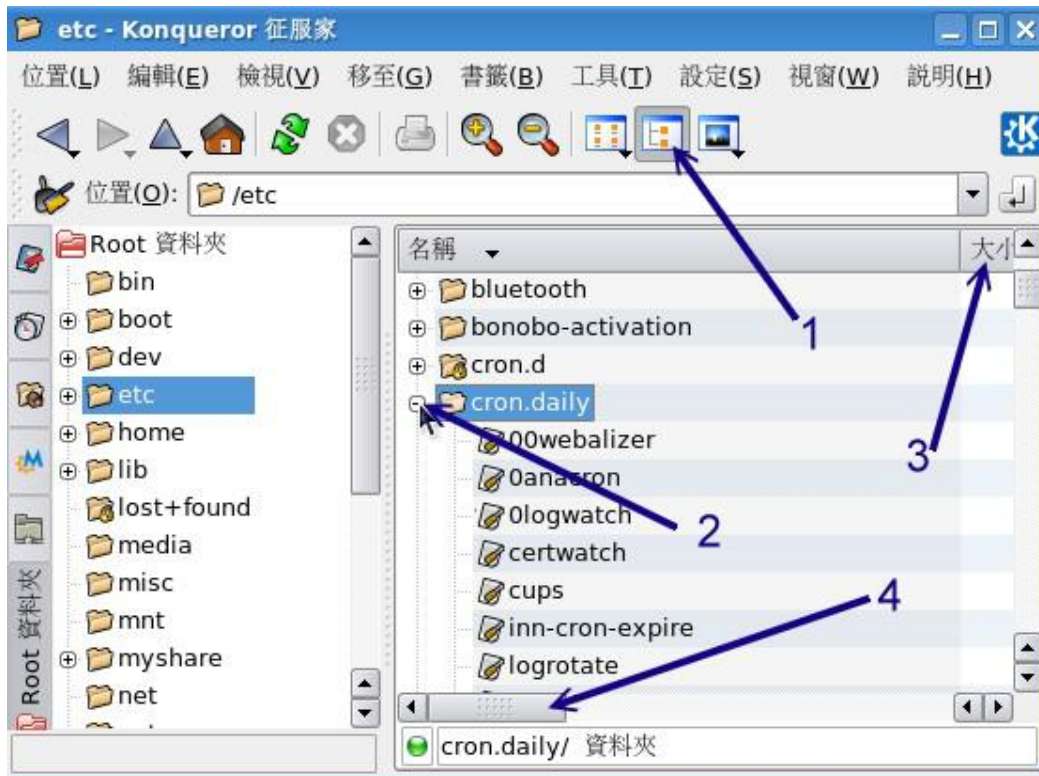 etc - Konqueror 征服家
位置(L) 編輯(E) 檢視(V) 移至(G) 書籤(B) 工具(T) 設定(S) 視窗(W) 說明(H)
位置(O): /etc
Root 資料夾
bin
boot
dev
etc
home
lib
lost+found
media
misc
mnt
myshare
net
Root 資料夾
名稱 大小
bluetooth
bonobo-activation
cron.d
cron.daily
00webalizer
0anacron
0logwatch
certwatch
cups
inn-cron-expire
logrotate
1
2
3
4
cron.daily/ 資料夾